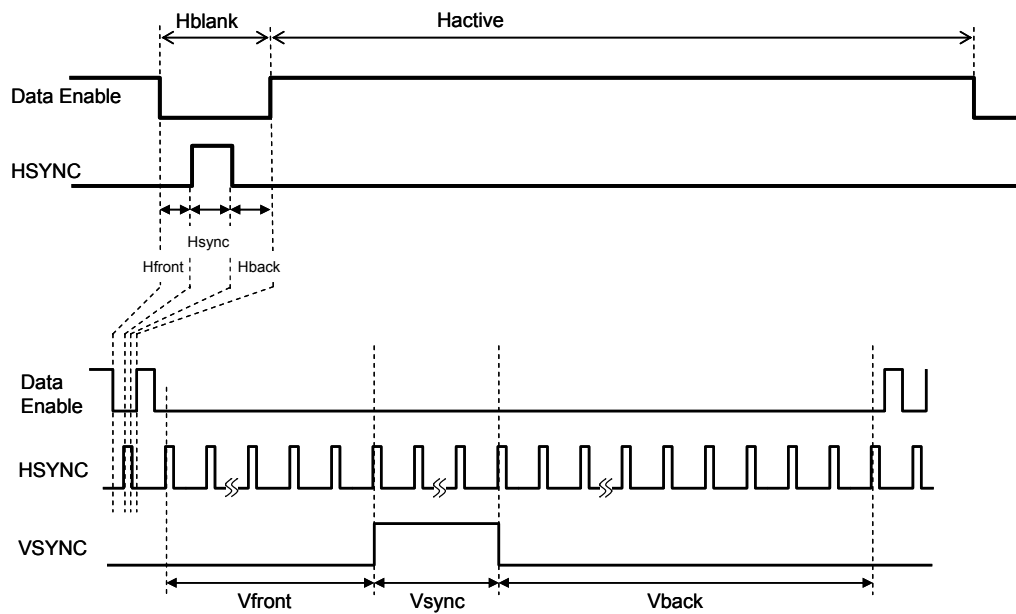 Hblank Hactive
Data Enable
HSYNC
Hsync
Hfront Hback
Data
Enable
HSYNC
VSYNC
Vfront Vsync Vback